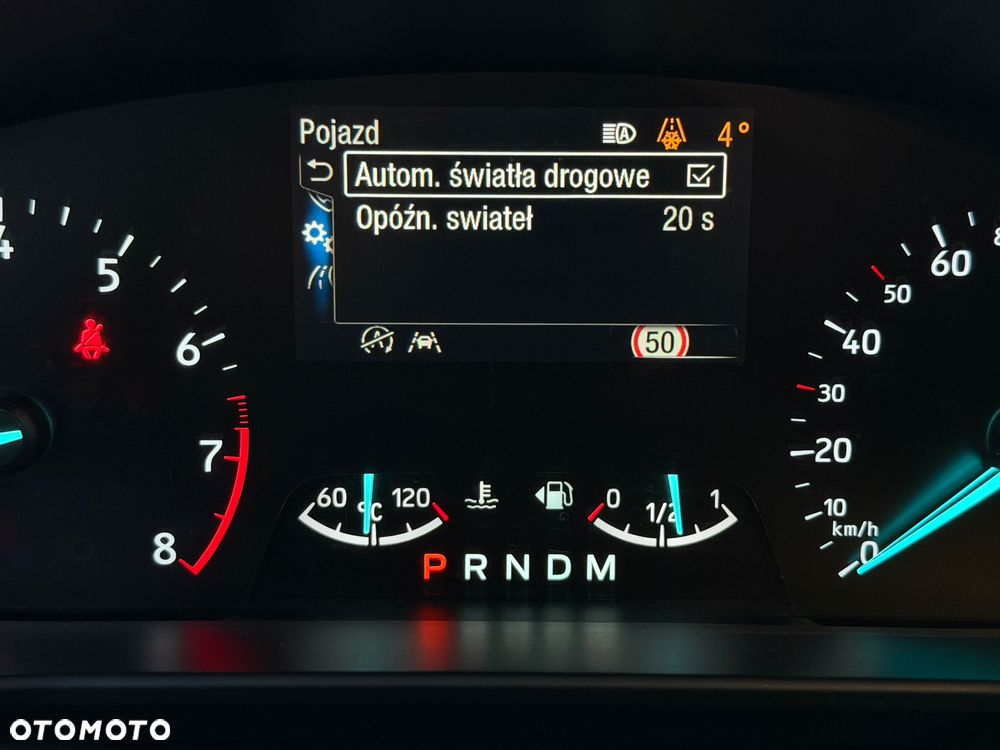 Pojazd A 4°
Autom. światła drogowe
Opóźn. swiateł 20 s
A 50
4 5 6 7 8
60 °C 120
0 1/2 1
P R N D M
60
50
40
30
20
10
km/h
0
OTOMOTO